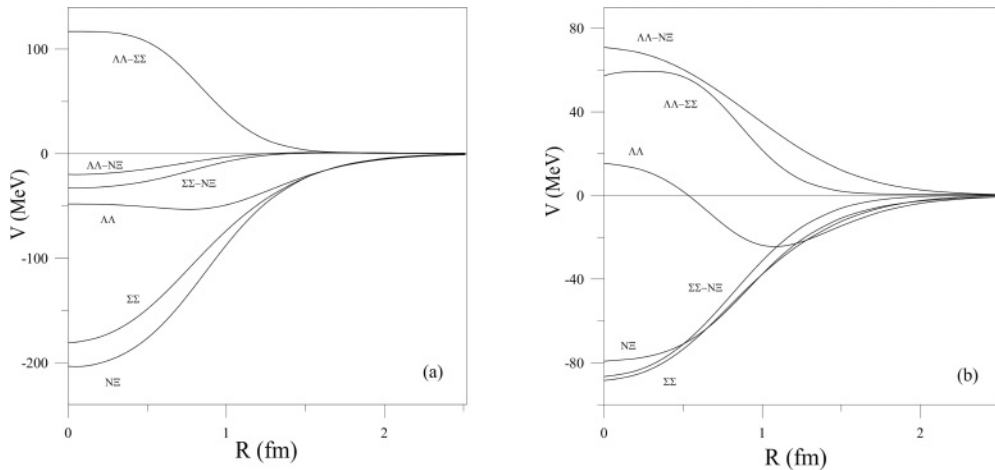 100
0
-100
-200
V (MeV)
ΛΛ–ΣΣ
ΛΛ–NΞ
ΣΣ–NΞ
ΛΛ
ΣΣ
NΞ
(a)
0
1
2
R (fm)
80
40
0
-40
-80
V (MeV)
ΛΛ–NΞ
ΛΛ–ΣΣ
ΛΛ
ΣΣ–NΞ
NΞ
ΣΣ
(b)
0
1
2
R (fm)